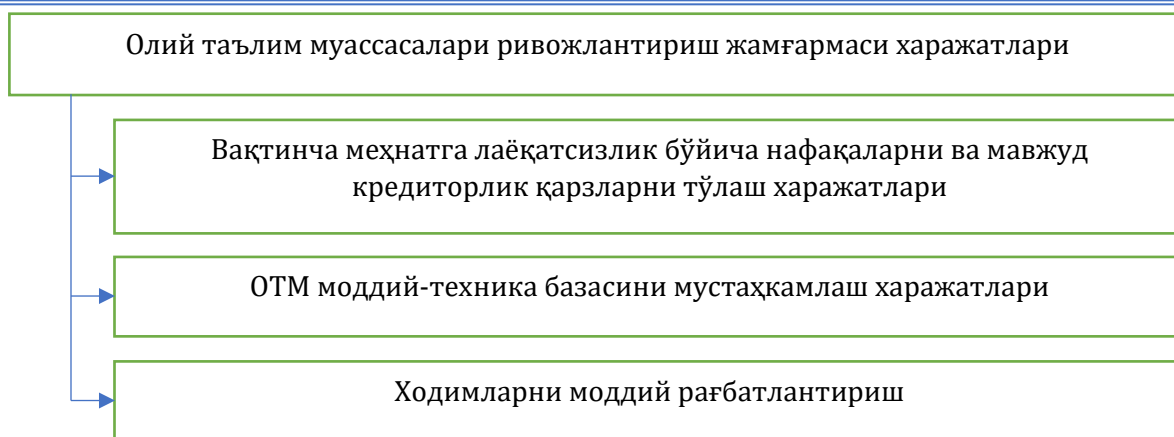 Олий таълим муассасалари ривожлантириш жамғармаси харажатлари
Вақтинча меҳнатга лаёқатсизлик бўйича нафақаларни ва мавжуд
кредиторлик қарзларни тўлаш харажатлари
ОТМ моддий-техника базасини мустаҳкамлаш харажатлари
Ходимларни моддий рағбатлантириш